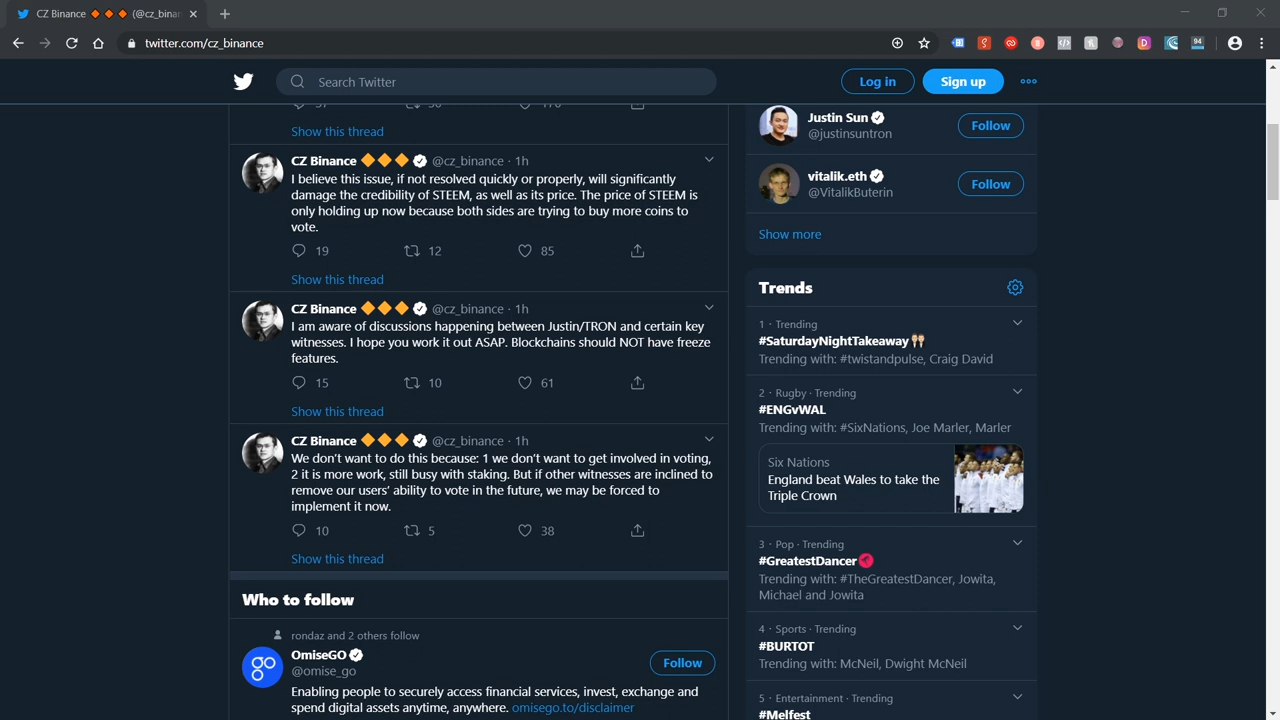 CZ Binance 🔶🔶🔶 (@cz_binan
twitter.com/cz_binance
94
Search Twitter
Log in
Sign up
Show this thread
CZ Binance 🔶🔶🔶 @cz_binance · 1h
I believe this issue, if not resolved quickly or properly, will significantly
damage the credibility of STEEM, as well as its price. The price of STEEM is
only holding up now because both sides are trying to buy more coins to
vote.
19 12 85
Show this thread
CZ Binance 🔶🔶🔶 @cz_binance · 1h
I am aware of discussions happening between Justin/TRON and certain key
witnesses. I hope you work it out ASAP. Blockchains should NOT have freeze
features.
15 10 61
Show this thread
CZ Binance 🔶🔶🔶 @cz_binance · 1h
We don’t want to do this because: 1 we don’t want to get involved in voting,
2 it is more work, still busy with staking. But if other witnesses are inclined to
remove our users’ ability to vote in the future, we may be forced to
implement it now.
10 5 38
Show this thread
Who to follow
rondaz and 2 others follow
OmiseGO
@omise_go
Follow
Enabling people to securely access financial services, invest, exchange and
spend digital assets anytime, anywhere. omisego.to/disclaimer
Justin Sun
@justinsuntron
Follow
vitalik.eth
@VitalikButerin
Follow
Show more
Trends
1 · Trending
#SaturdayNightTakeaway
Trending with: #twistandpulse, Craig David
2 · Rugby · Trending
#ENGvWAL
Trending with: #SixNations, Joe Marler, Marler
Six Nations
England beat Wales to take the
Triple Crown
3 · Pop · Trending
#GreatestDancer
Trending with: #TheGreatestDancer, Jowita,
Michael and Jowita
4 · Sports · Trending
#BURTOT
Trending with: McNeil, Dwight McNeil
5 · Entertainment · Trending
#Melfest